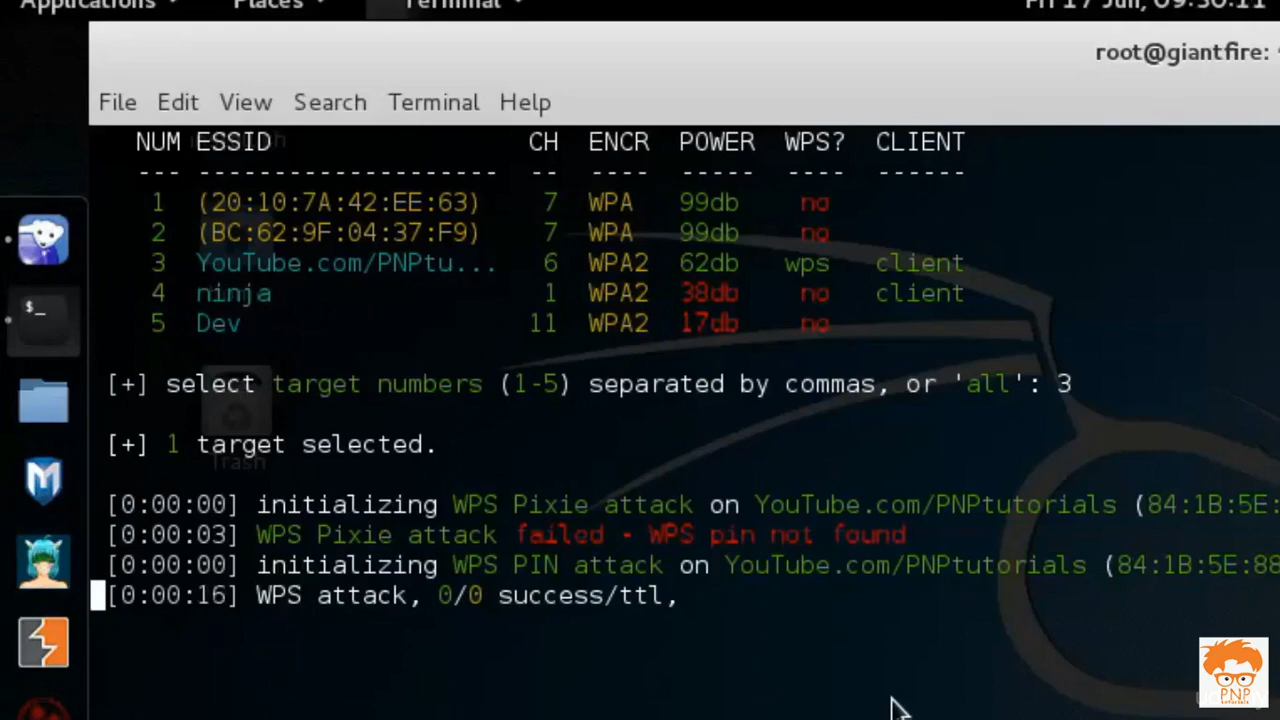 Applications Places Terminal Fri 17 Jul, 09:30:11
root@giantfire:
File Edit View Search Terminal Help
NUM ESSID CH ENCR POWER WPS? CLIENT
--- -------------------- -- ---- ----- ---- ------
1 (20:10:7A:42:EE:63) 7 WPA 99db no
2 (BC:62:9F:04:37:F9) 7 WPA 99db no
3 YouTube.com/PNPtu... 6 WPA2 62db wps client
4 ninja 1 WPA2 38db no client
5 Dev 11 WPA2 17db no
[+] select target numbers (1-5) separated by commas, or 'all': 3
[+] 1 target selected.
Trash
[0:00:00] initializing WPS Pixie attack on YouTube.com/PNPtutorials (84:1B:5E:
[0:00:03] WPS Pixie attack failed - WPS pin not found
[0:00:00] initializing WPS PIN attack on YouTube.com/PNPtutorials (84:1B:5E:88
[0:00:16] WPS attack, 0/0 success/ttl,
PNP
tutorials